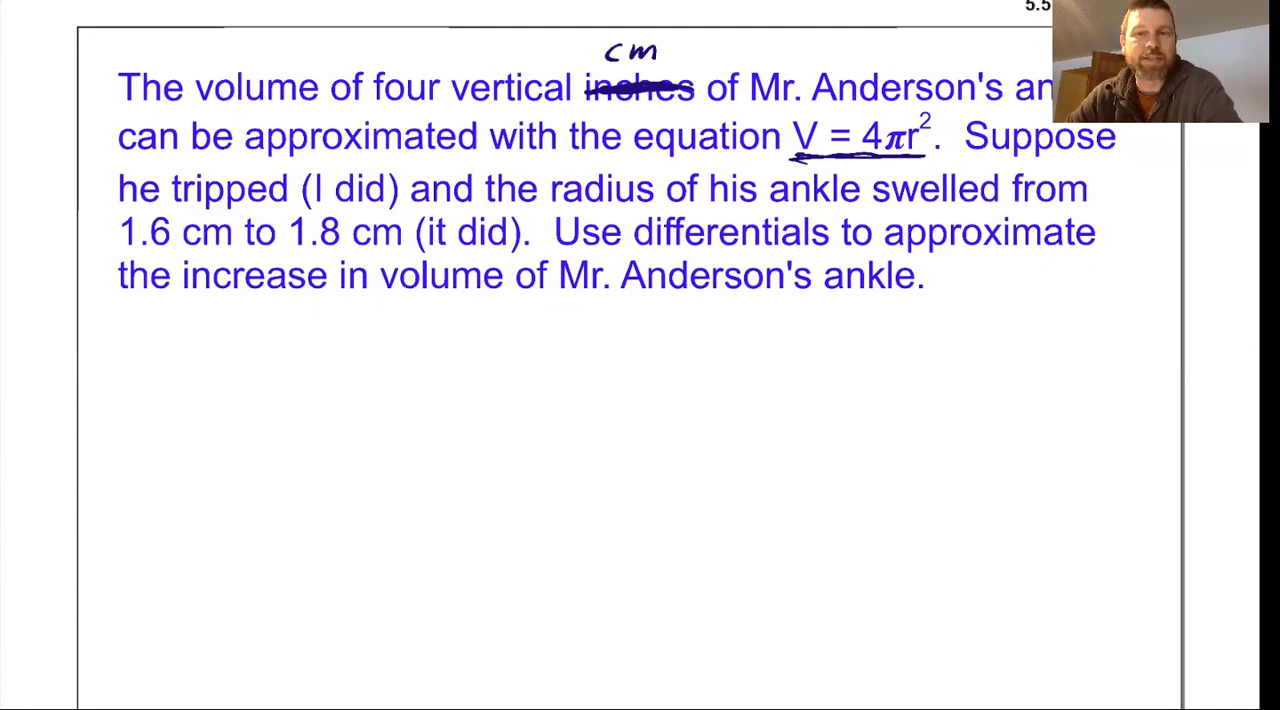 5.5
cm
The volume of four vertical inches of Mr. Anderson's an
can be approximated with the equation V = 4πr². Suppose
he tripped (I did) and the radius of his ankle swelled from
1.6 cm to 1.8 cm (it did). Use differentials to approximate
the increase in volume of Mr. Anderson's ankle.